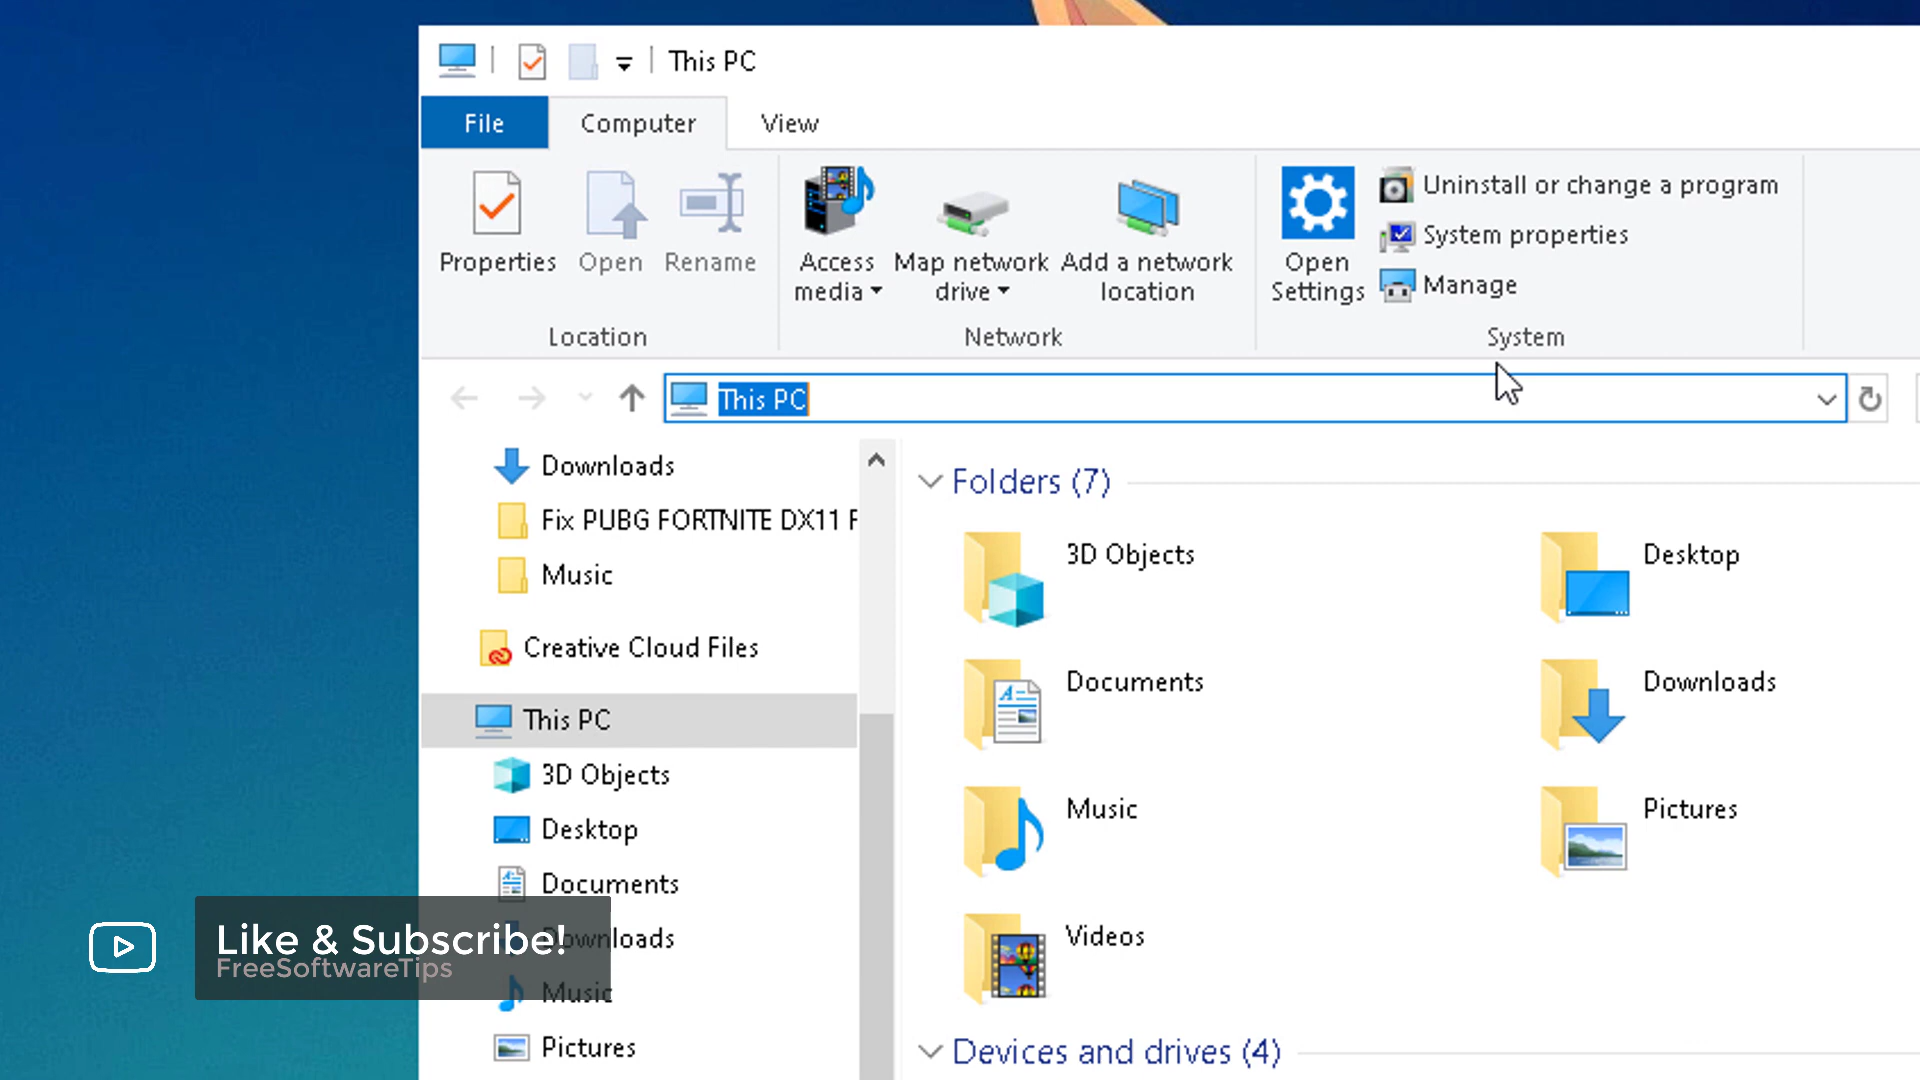 This PC
File
Computer
View
Properties
Open
Rename
Access media
Map network drive
Add a network location
Open Settings
Uninstall or change a program
System properties
Manage
Location
Network
System
This PC
Downloads
Fix PUBG FORTNITE DX11 F
Music
Creative Cloud Files
This PC
3D Objects
Desktop
Documents
Downloads
Music
Pictures
Folders (7)
3D Objects
Desktop
Documents
Downloads
Music
Pictures
Videos
Devices and drives (4)
Like & Subscribe!
FreeSoftwareTips